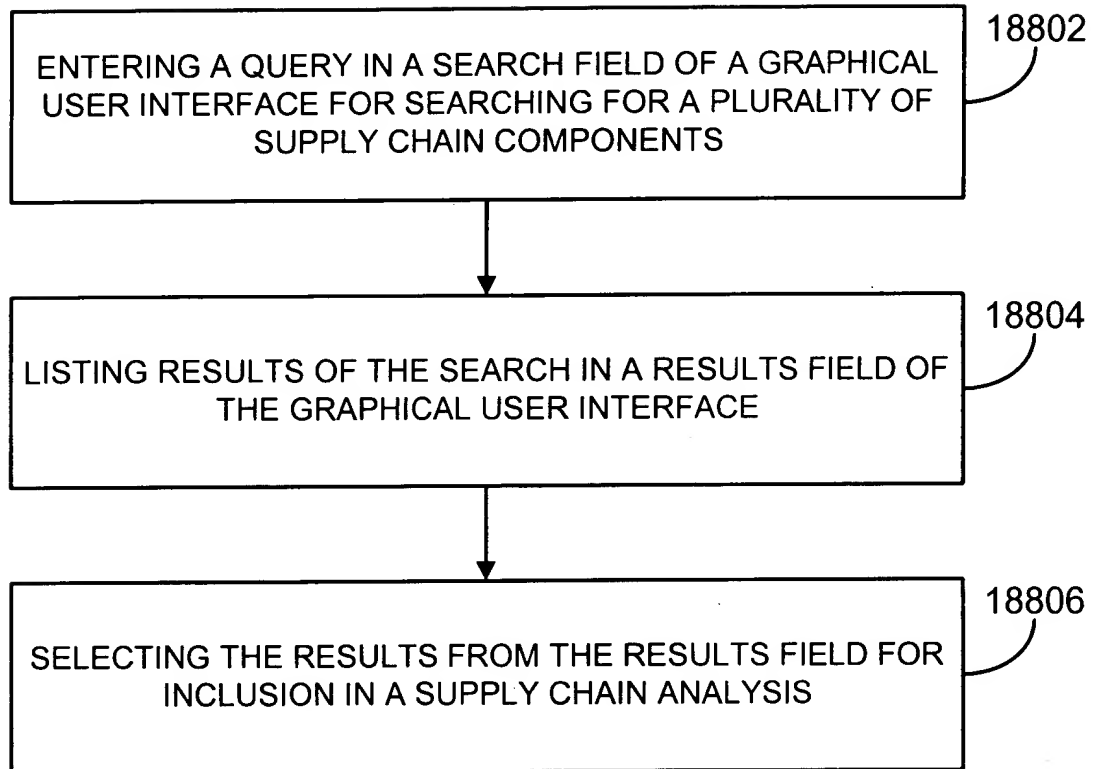 18802
ENTERING A QUERY IN A SEARCH FIELD OF A GRAPHICAL
USER INTERFACE FOR SEARCHING FOR A PLURALITY OF
SUPPLY CHAIN COMPONENTS
18804
LISTING RESULTS OF THE SEARCH IN A RESULTS FIELD OF
THE GRAPHICAL USER INTERFACE
18806
SELECTING THE RESULTS FROM THE RESULTS FIELD FOR
INCLUSION IN A SUPPLY CHAIN ANALYSIS